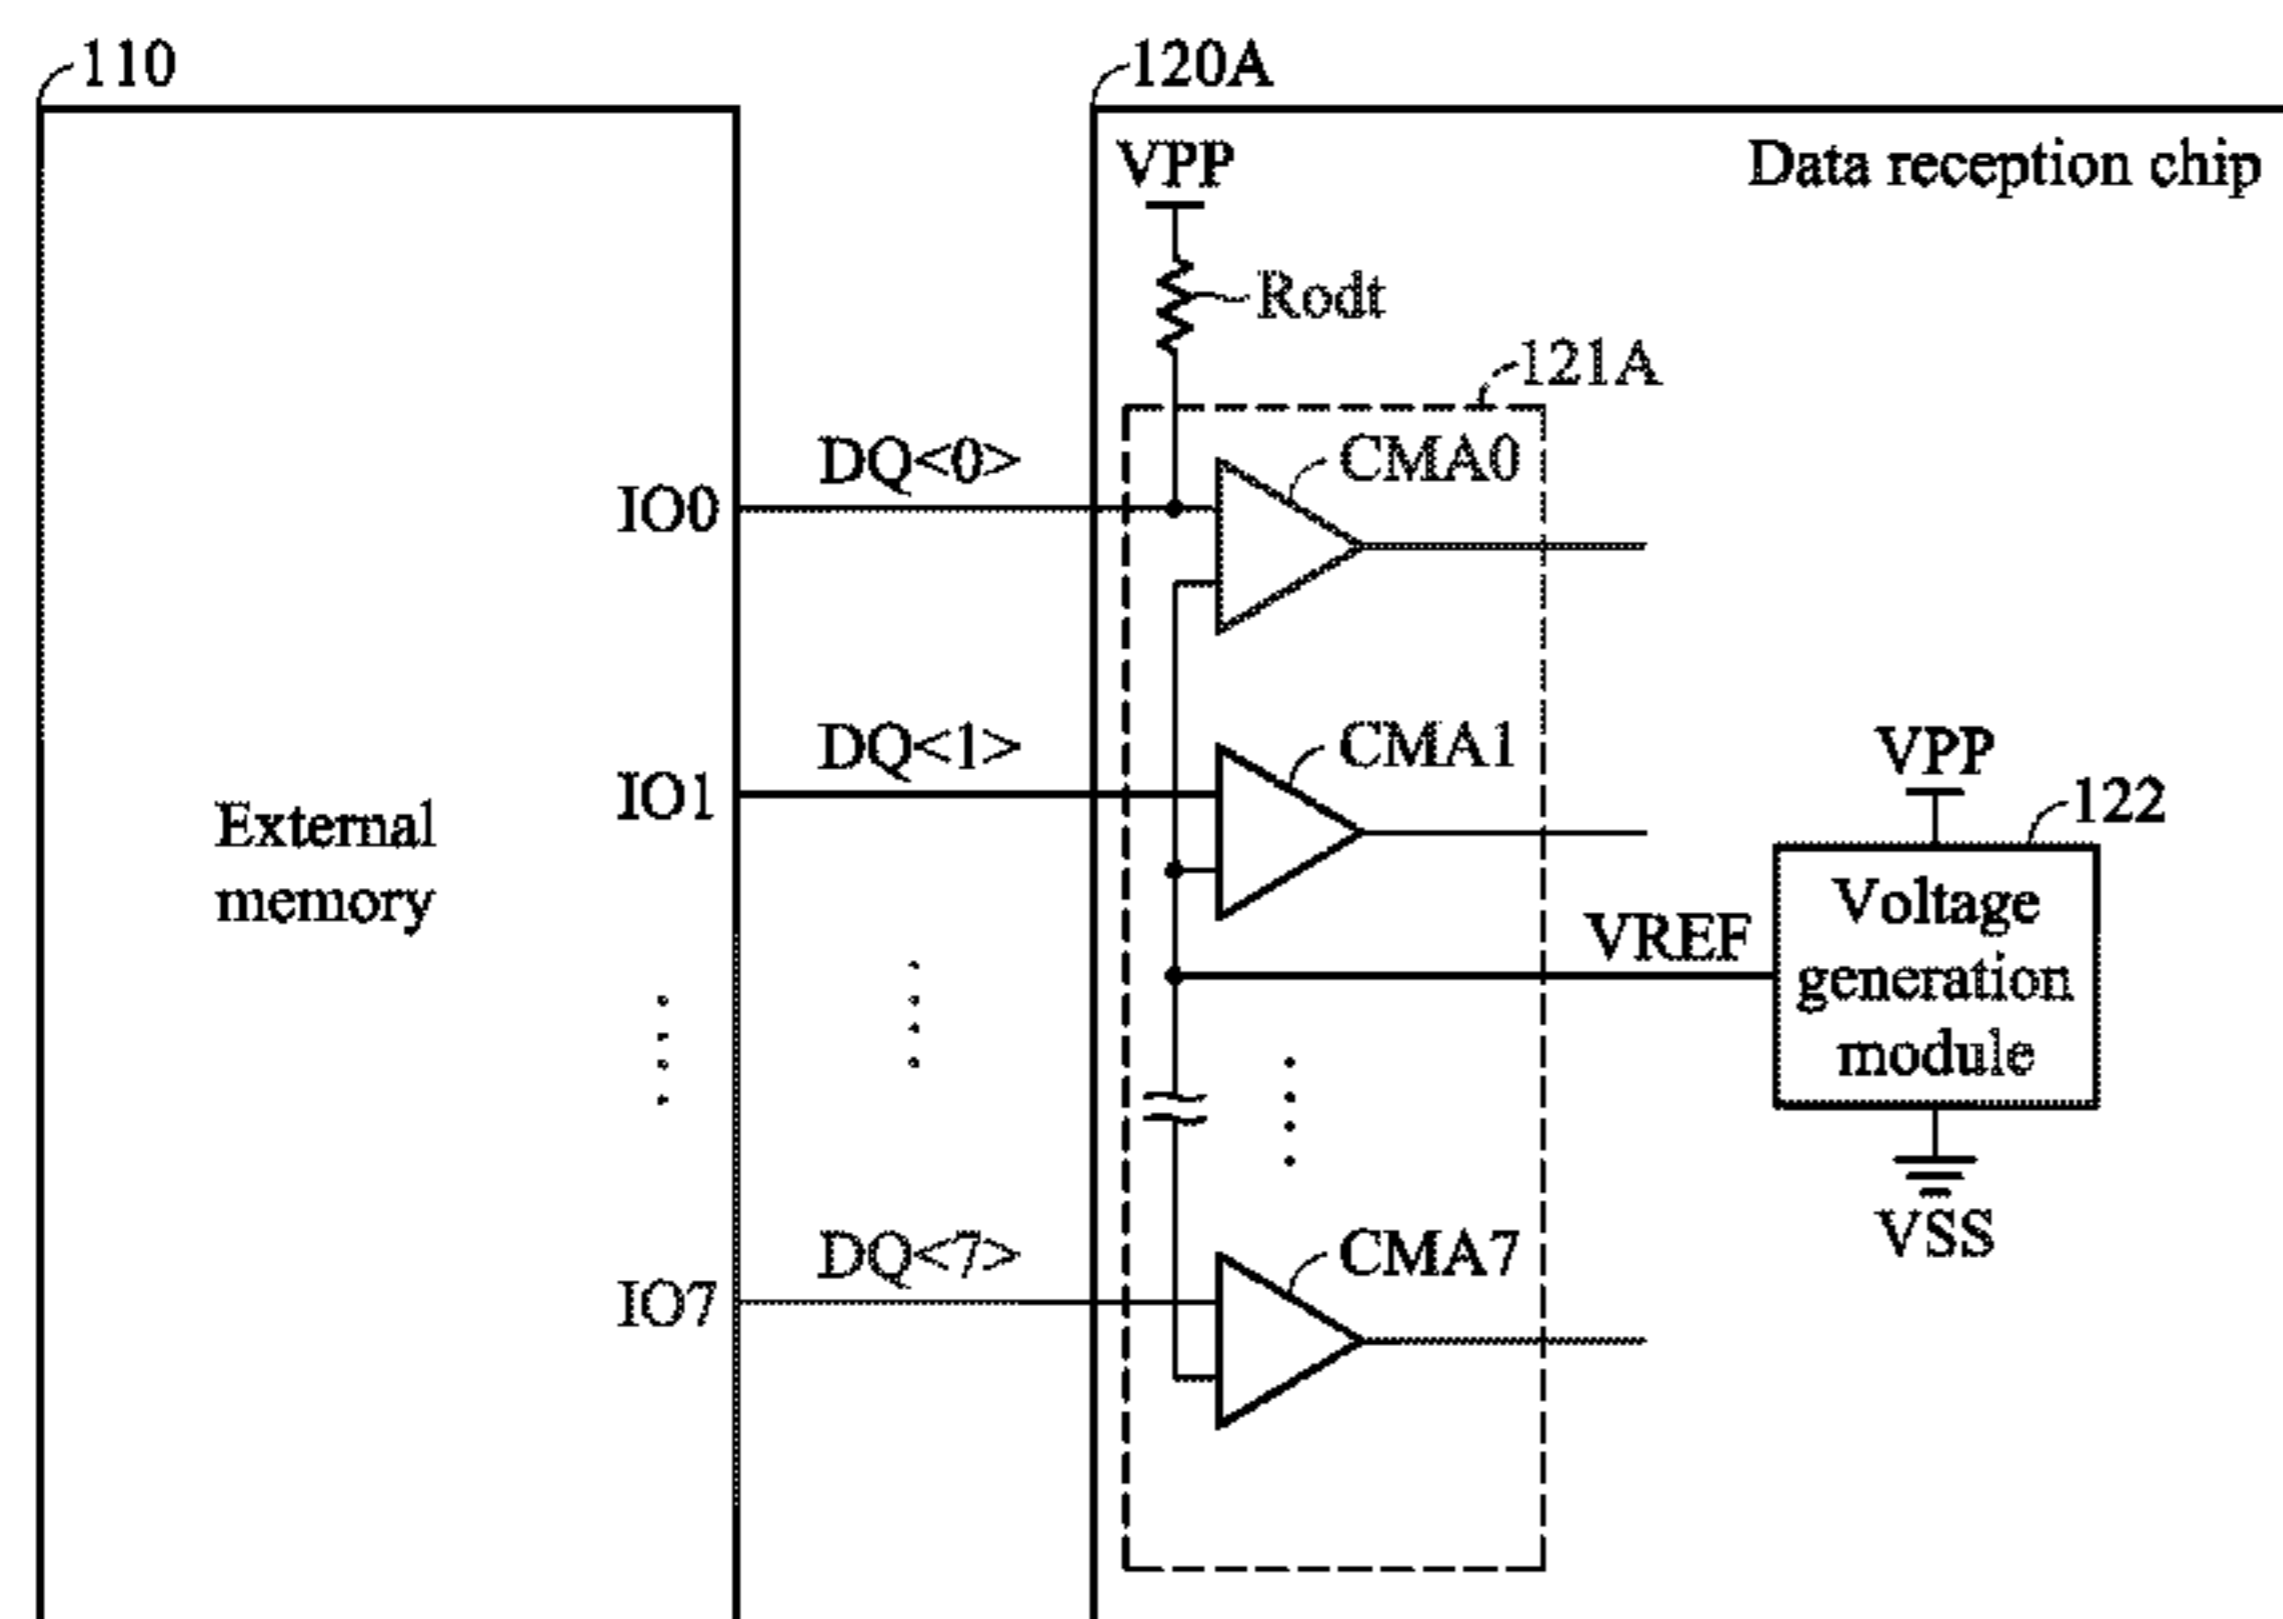 110
120A
VPP
Data reception chip
Rodt
121A
DQ<0>
CMA0
IO0
DQ<1>
CMA1
IO1
VPP
122
External
memory
VREF
Voltage
generation
module
VSS
DQ<7>
CMA7
IO7